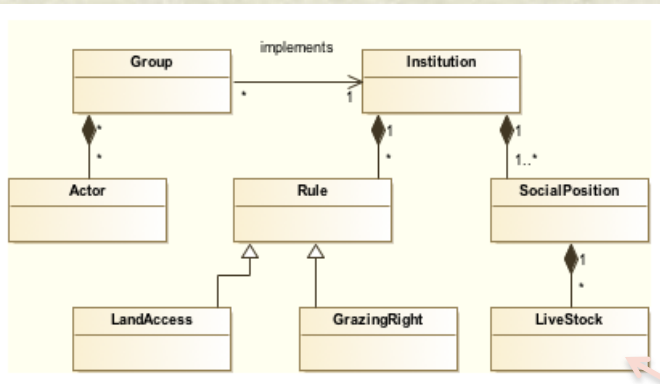 implements
Group
Institution
*
1
*
1
1
*
*
1..*
Actor
Rule
SocialPosition
1
*
LandAccess
GrazingRight
LiveStock